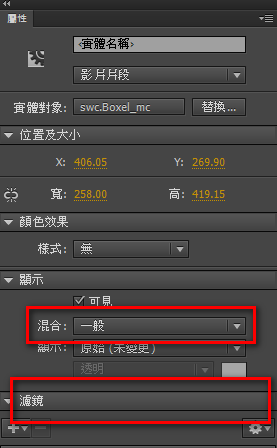 屬性
<實體名稱>
影片片段
實體對象: swc.Boxel_mc 替換...
位置及大小
X: 406.05 Y: 269.90
寬: 258.00 高: 419.15
顏色效果
樣式: 無
顯示
可見
混合: 一般
顯示: 原始 (未變更)
透明
濾鏡